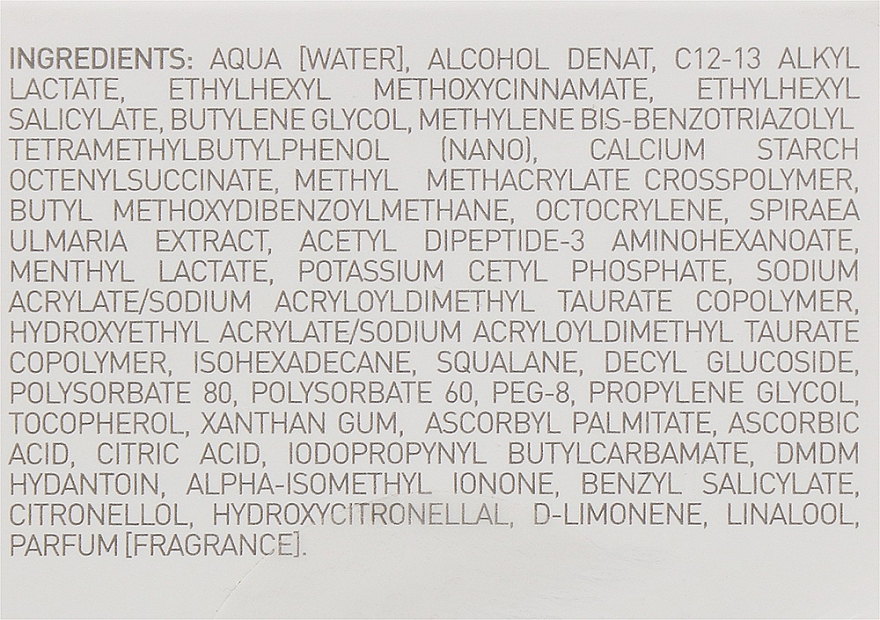 INGREDIENTS: AQUA [WATER], ALCOHOL DENAT, C12-13 ALKYL
LACTATE, ETHYLHEXYL METHOXYCINNAMATE, ETHYLHEXYL
SALICYLATE, BUTYLENE GLYCOL, METHYLENE BIS-BENZOTRIAZOLYL
TETRAMETHYLBUTYLPHENOL (NANO), CALCIUM STARCH
OCTENYLSUCCINATE, METHYL METHACRYLATE CROSSPOLYMER,
BUTYL METHOXYDIBENZOYLMETHANE, OCTOCRYLENE, SPIRAEA
ULMARIA EXTRACT, ACETYL DIPEPTIDE-3 AMINOHEXANOATE,
MENTHYL LACTATE, POTASSIUM CETYL PHOSPHATE, SODIUM
ACRYLATE/SODIUM ACRYLOYLDIMETHYL TAURATE COPOLYMER,
HYDROXYETHYL ACRYLATE/SODIUM ACRYLOYLDIMETHYL TAURATE
COPOLYMER, ISOHEXADECANE, SQUALANE, DECYL GLUCOSIDE,
POLYSORBATE 80, POLYSORBATE 60, PEG-8, PROPYLENE GLYCOL,
TOCOPHEROL, XANTHAN GUM, ASCORBYL PALMITATE, ASCORBIC
ACID, CITRIC ACID, IODOPROPYNYL BUTYLCARBAMATE, DMDM
HYDANTOIN, ALPHA-ISOMETHYL IONONE, BENZYL SALICYLATE,
CITRONELLOL, HYDROXYCITRONELLAL, D-LIMONENE, LINALOOL,
PARFUM [FRAGRANCE].